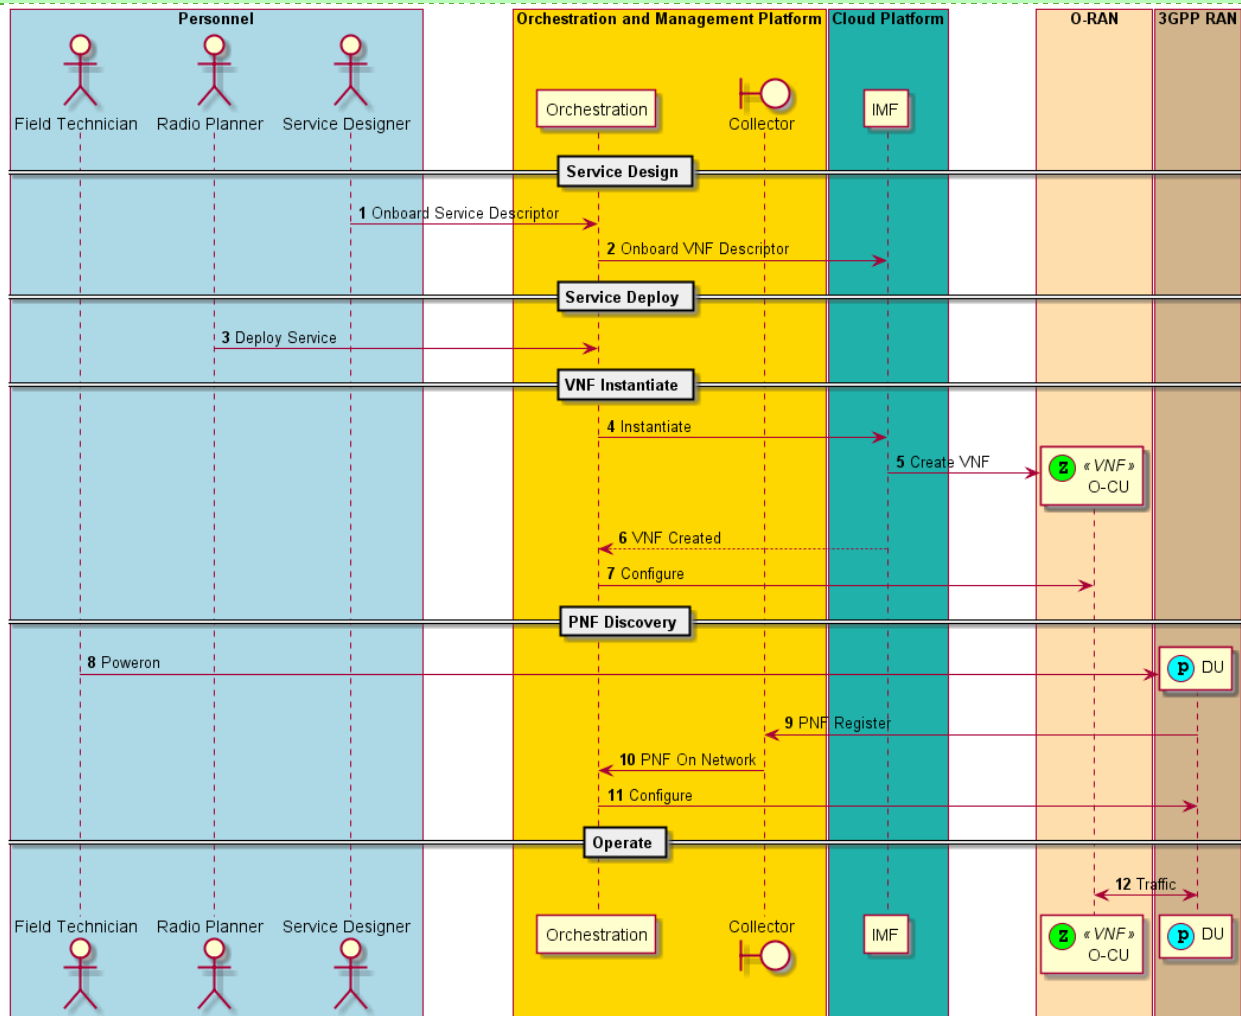 Personnel
Orchestration and Management Platform
Cloud Platform
O-RAN
3GPP RAN
Field Technician
Radio Planner
Service Designer
Orchestration
Collector
IMF
Service Design
1 Onboard Service Descriptor
2 Onboard VNF Descriptor
Service Deploy
3 Deploy Service
VNF Instantiate
4 Instantiate
5 Create VNF
Z «VNF»
O-CU
6 VNF Created
7 Configure
PNF Discovery
8 Poweron
p DU
9 PNF Register
10 PNF On Network
11 Configure
Operate
12 Traffic
Field Technician
Radio Planner
Service Designer
Orchestration
Collector
IMF
Z «VNF»
O-CU
p DU